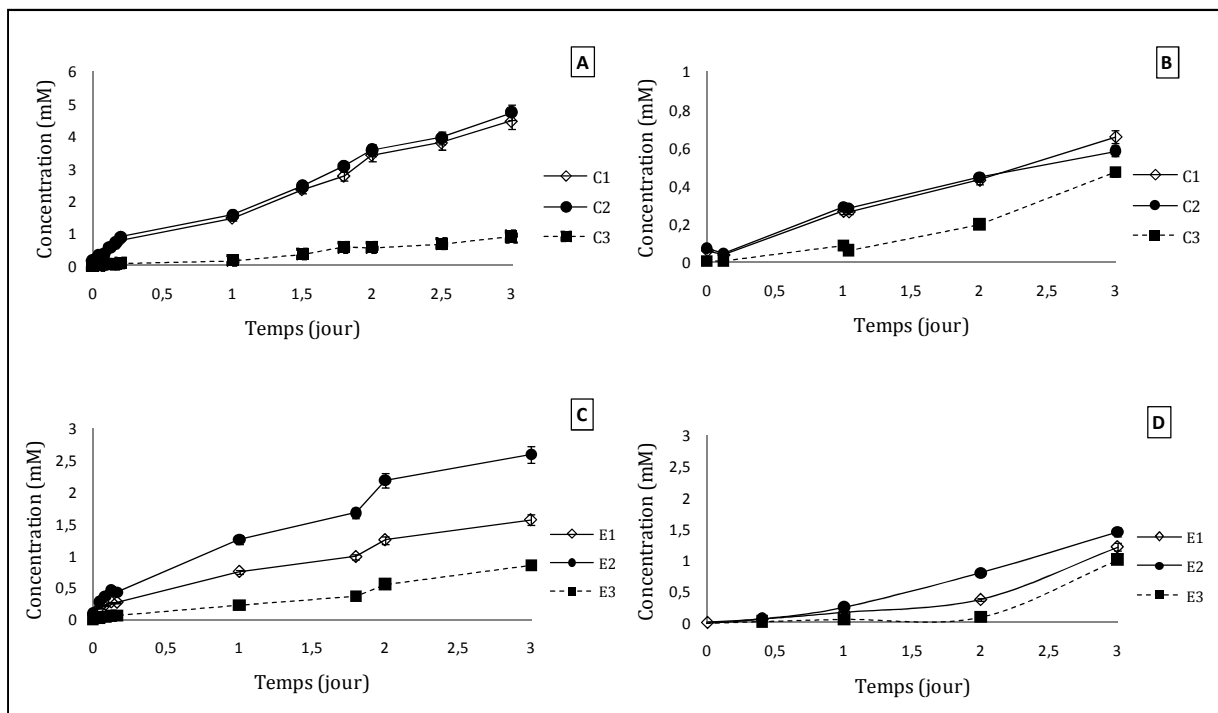 A
Concentration (mM)
6
5
4
3
2
1
0
0 0,5 1 1,5 2 2,5 3
Temps (jour)
C1
C2
C3
B
Concentration (mM)
1
0,8
0,6
0,4
0,2
0
0 0,5 1 1,5 2 2,5 3
Temps (jour)
C1
C2
C3
C
Concentration (mM)
3
2,5
2
1,5
1
0,5
0
0 0,5 1 1,5 2 2,5 3
Temps (jour)
E1
E2
E3
D
Concentration (mM)
3
2,5
2
1,5
1
0,5
0
0 0,5 1 1,5 2 2,5 3
Temps (jour)
E1
E2
E3